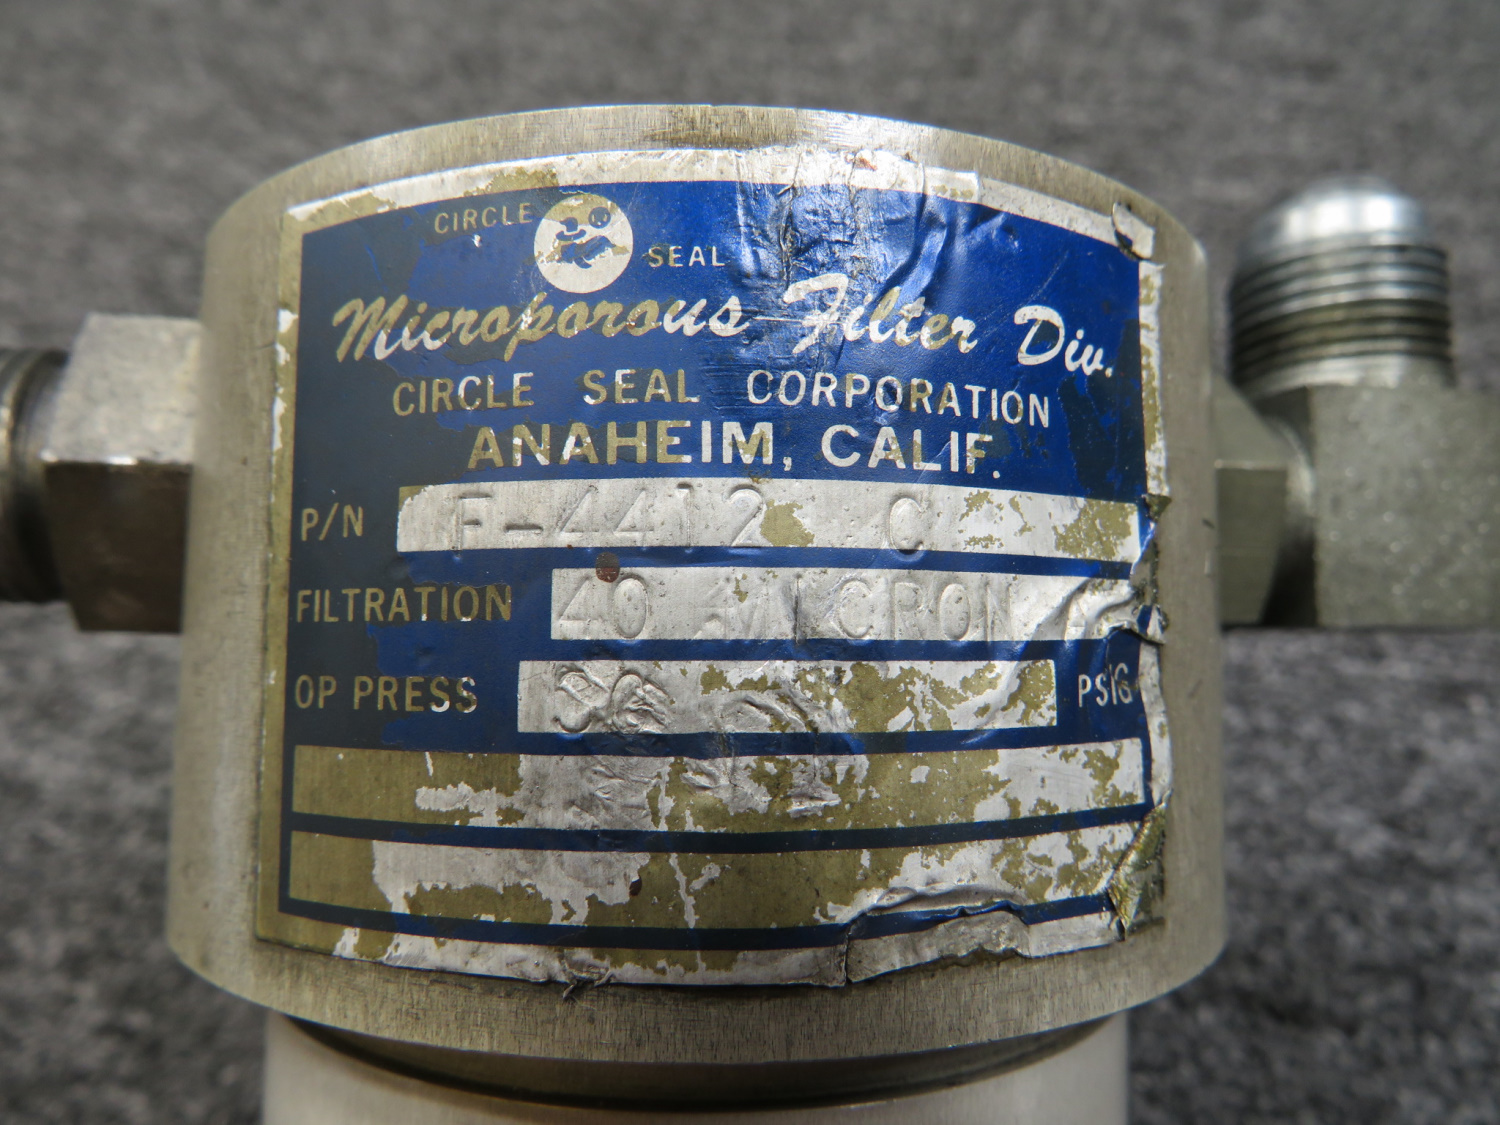 CIRCLE SEAL
Microporous Filter Div.
CIRCLE SEAL CORPORATION
ANAHEIM, CALIF.
P/N F-4412 C
FILTRATION 40 MICRON
OP PRESS PSIG